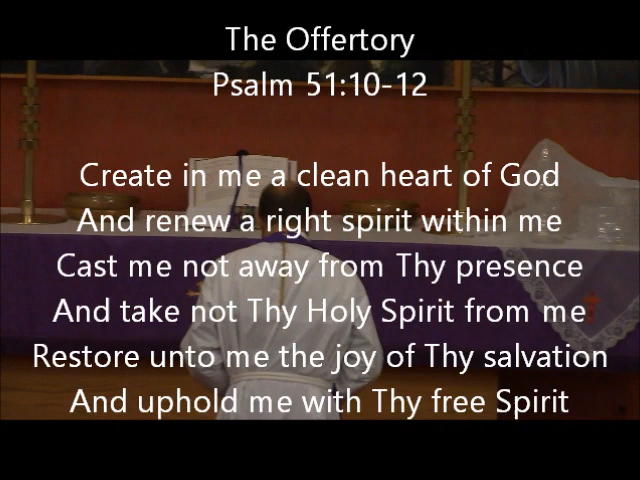 The Offertory
Psalm 51:10-12
Create in me a clean heart of God
And renew a right spirit within me
Cast me not away from Thy presence
And take not Thy Holy Spirit from me
Restore unto me the joy of Thy salvation
And uphold me with Thy free Spirit